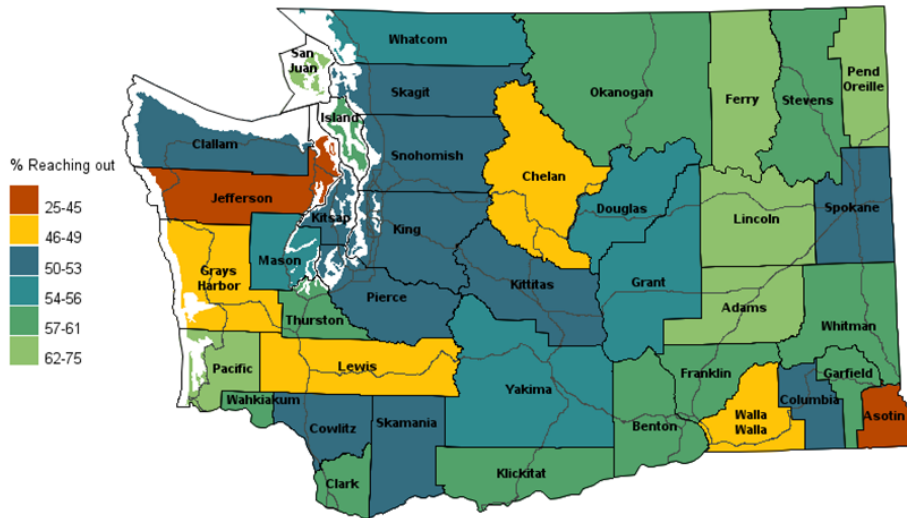 Whatcom
San
Juan
Skagit
Okanogan
Ferry
Stevens
Pend
Oreille
Island
Clallam
Snohomish
% Reaching out
25-45
46-49
50-53
54-56
57-61
62-75
Jefferson
Kitsap
King
Chelan
Douglas
Lincoln
Spokane
Mason
Grays
Harbor
Pierce
Kittitas
Grant
Adams
Thurston
Whitman
Pacific
Lewis
Yakima
Franklin
Garfield
Wahkiakum
Cowlitz
Skamania
Benton
Walla
Walla
Columbia
Asotin
Clark
Klickitat